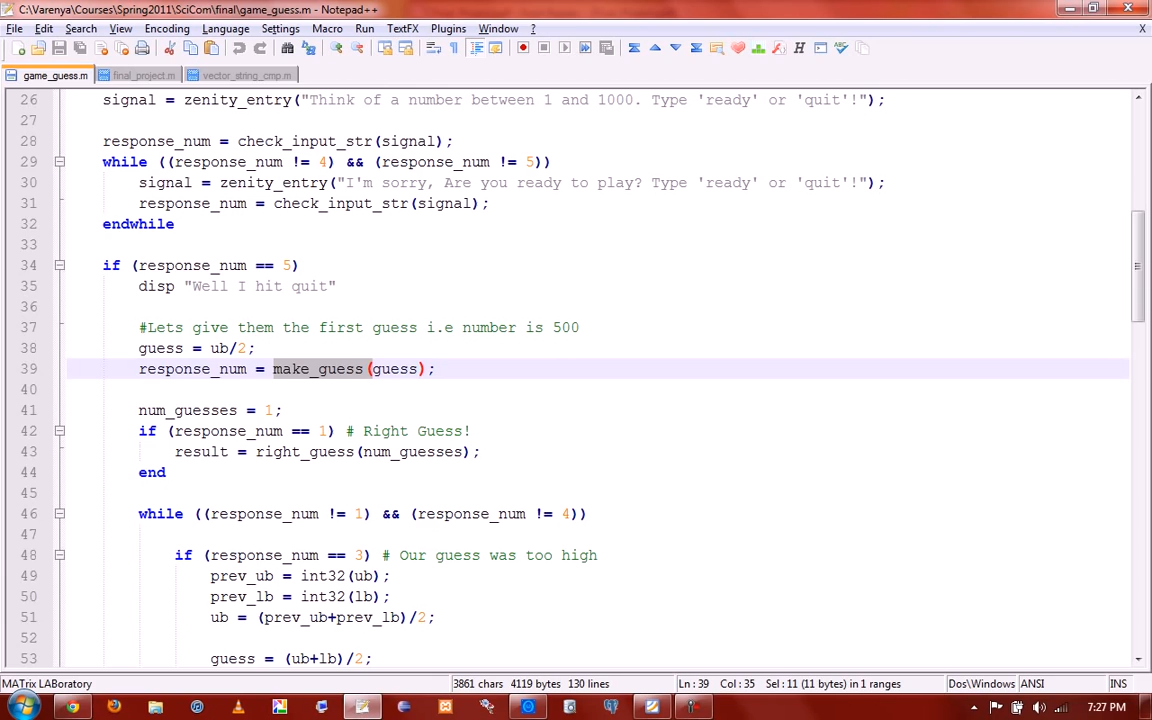 C:\Varenya\Courses\Spring2011\SciCom\final\game_guess.m - Notepad++
File Edit Search View Encoding Language Settings Macro Run TextFX Plugins Window ? X
game_guess.m final_project.m vector_string_cmp.m
26 signal = zenity_entry("Think of a number between 1 and 1000. Type 'ready' or 'quit'!");
27
28 response_num = check_input_str(signal);
29 while ((response_num != 4) && (response_num != 5))
30 signal = zenity_entry("I'm sorry, Are you ready to play? Type 'ready' or 'quit'!");
31 response_num = check_input_str(signal);
32 endwhile
33
34 if (response_num == 5)
35 disp "Well I hit quit"
36
37 #Lets give them the first guess i.e number is 500
38 guess = ub/2;
39 response_num = make_guess(guess);
40
41 num_guesses = 1;
42 if (response_num == 1) # Right Guess!
43 result = right_guess(num_guesses);
44 end
45
46 while ((response_num != 1) && (response_num != 4))
47
48 if (response_num == 3) # Our guess was too high
49 prev_ub = int32(ub);
50 prev_lb = int32(lb);
51 ub = (prev_ub+prev_lb)/2;
52
53 guess = (ub+lb)/2;
MATrix LABoratory 3861 chars 4119 bytes 130 lines Ln : 39 Col : 35 Sel : 11 (11 bytes) in 1 ranges Dos\Windows ANSI INS
7:27 PM